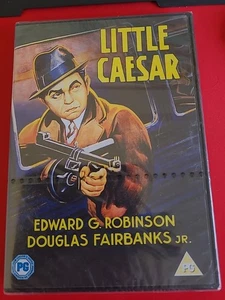 LITTLE
CAESAR
EDWARD G. ROBINSON
DOUGLAS FAIRBANKS JR.
PG
PG